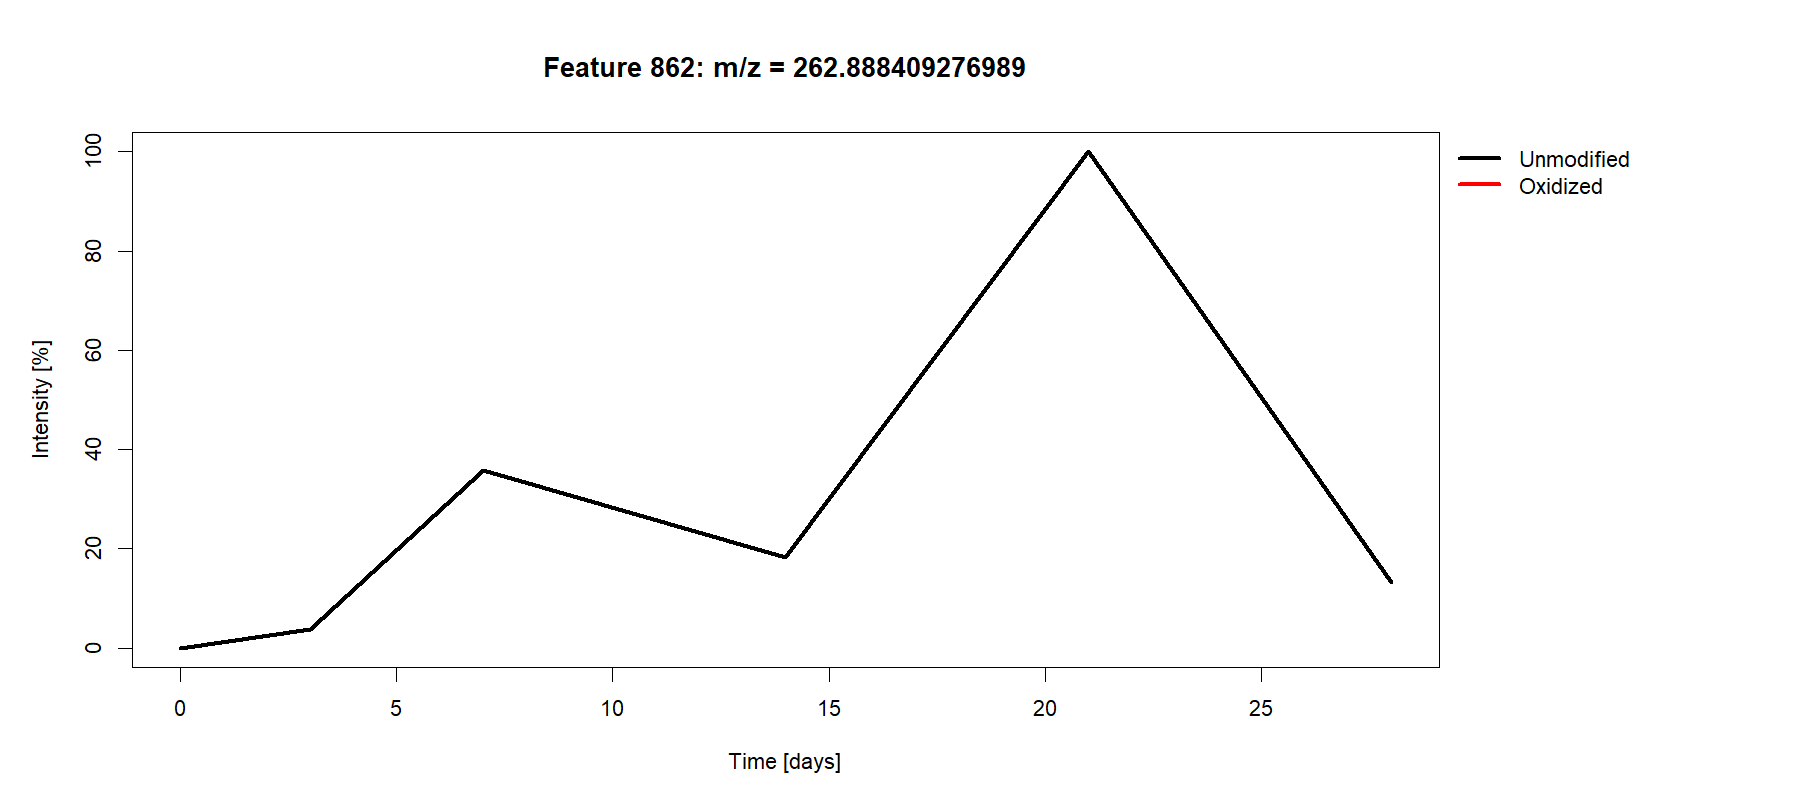 Feature 862: m/z = 262.888409276989
Unmodified
Oxidized
Intensity [%]
100
80
60
40
20
0
0 5 10 15 20 25
Time [days]